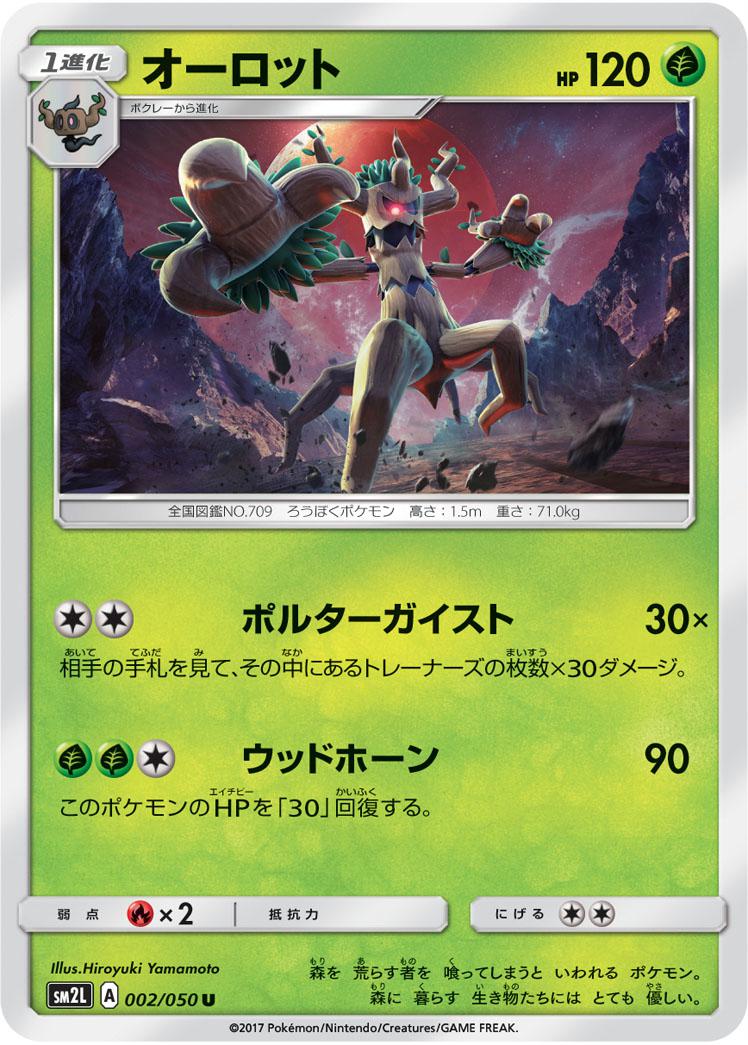 1進化
オーロット
HP 120
ボクレーから進化
全国図鑑NO.709 ろうぼくポケモン 高さ:1.5m 重さ:71.0kg
ポルターガイスト 30×
相手の手札を見て、その中にあるトレーナーズの枚数×30ダメージ。
ウッドホーン 90
このポケモンのHPを「30」回復する。
弱点 ×2 抵抗力 にげる
Illus.Hiroyuki Yamamoto
森を 荒らす者を 喰ってしまうと いわれる ポケモン。
森に 暮らす 生き物たちには とても 優しい。
SM2L A 002/050 U
©2017 Pokémon/Nintendo/Creatures/GAME FREAK.